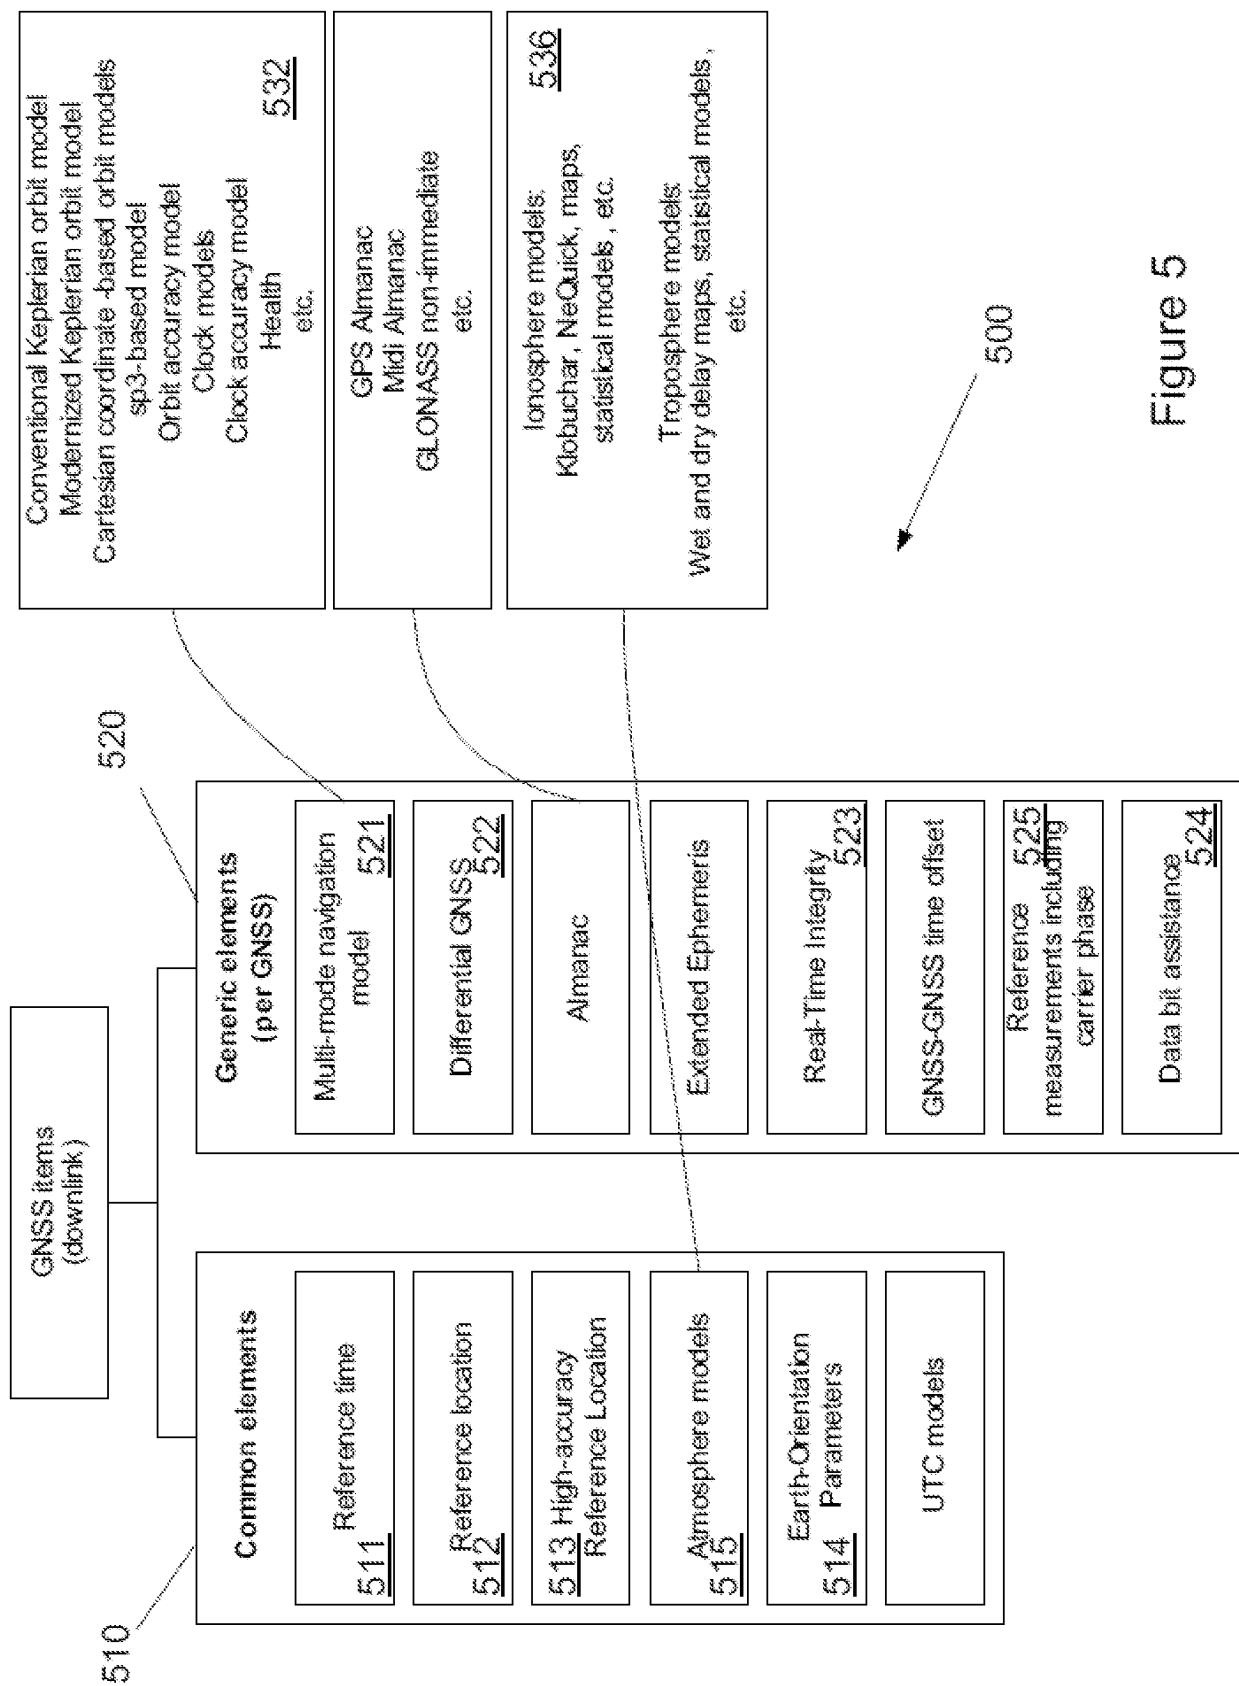 GNSS items
(downlink)
510
Common elements
Reference time
511
Reference location
512
513 High-accuracy
Reference Location
Atmosphere models
515
Earth-Orientation
514 Parameters
UTC models
520
Generic elements
(per GNSS)
Multi-mode navigation
model 521
Differential GNSS
522
Almanac
Extended Ephemeris
Real-Time Integrity
523
GNSS-GNSS time offset
Reference 525
measurements including
carrier phase
Data bit assistance
524
Conventional Keplerian orbit model
Modernized Keplerian orbit model
Cartesian coordinate -based orbit models
sp3-based model
Orbit accuracy model
Clock models
Clock accuracy model
Health
etc.
532
GPS Almanac
Midi Almanac
GLONASS non-immediate
etc.
Ionosphere models:
536
Klobuchar, NeQuick, maps,
statistical models , etc.
Troposphere models:
Wet and dry delay maps, statistical models ,
etc.
500
Figure 5